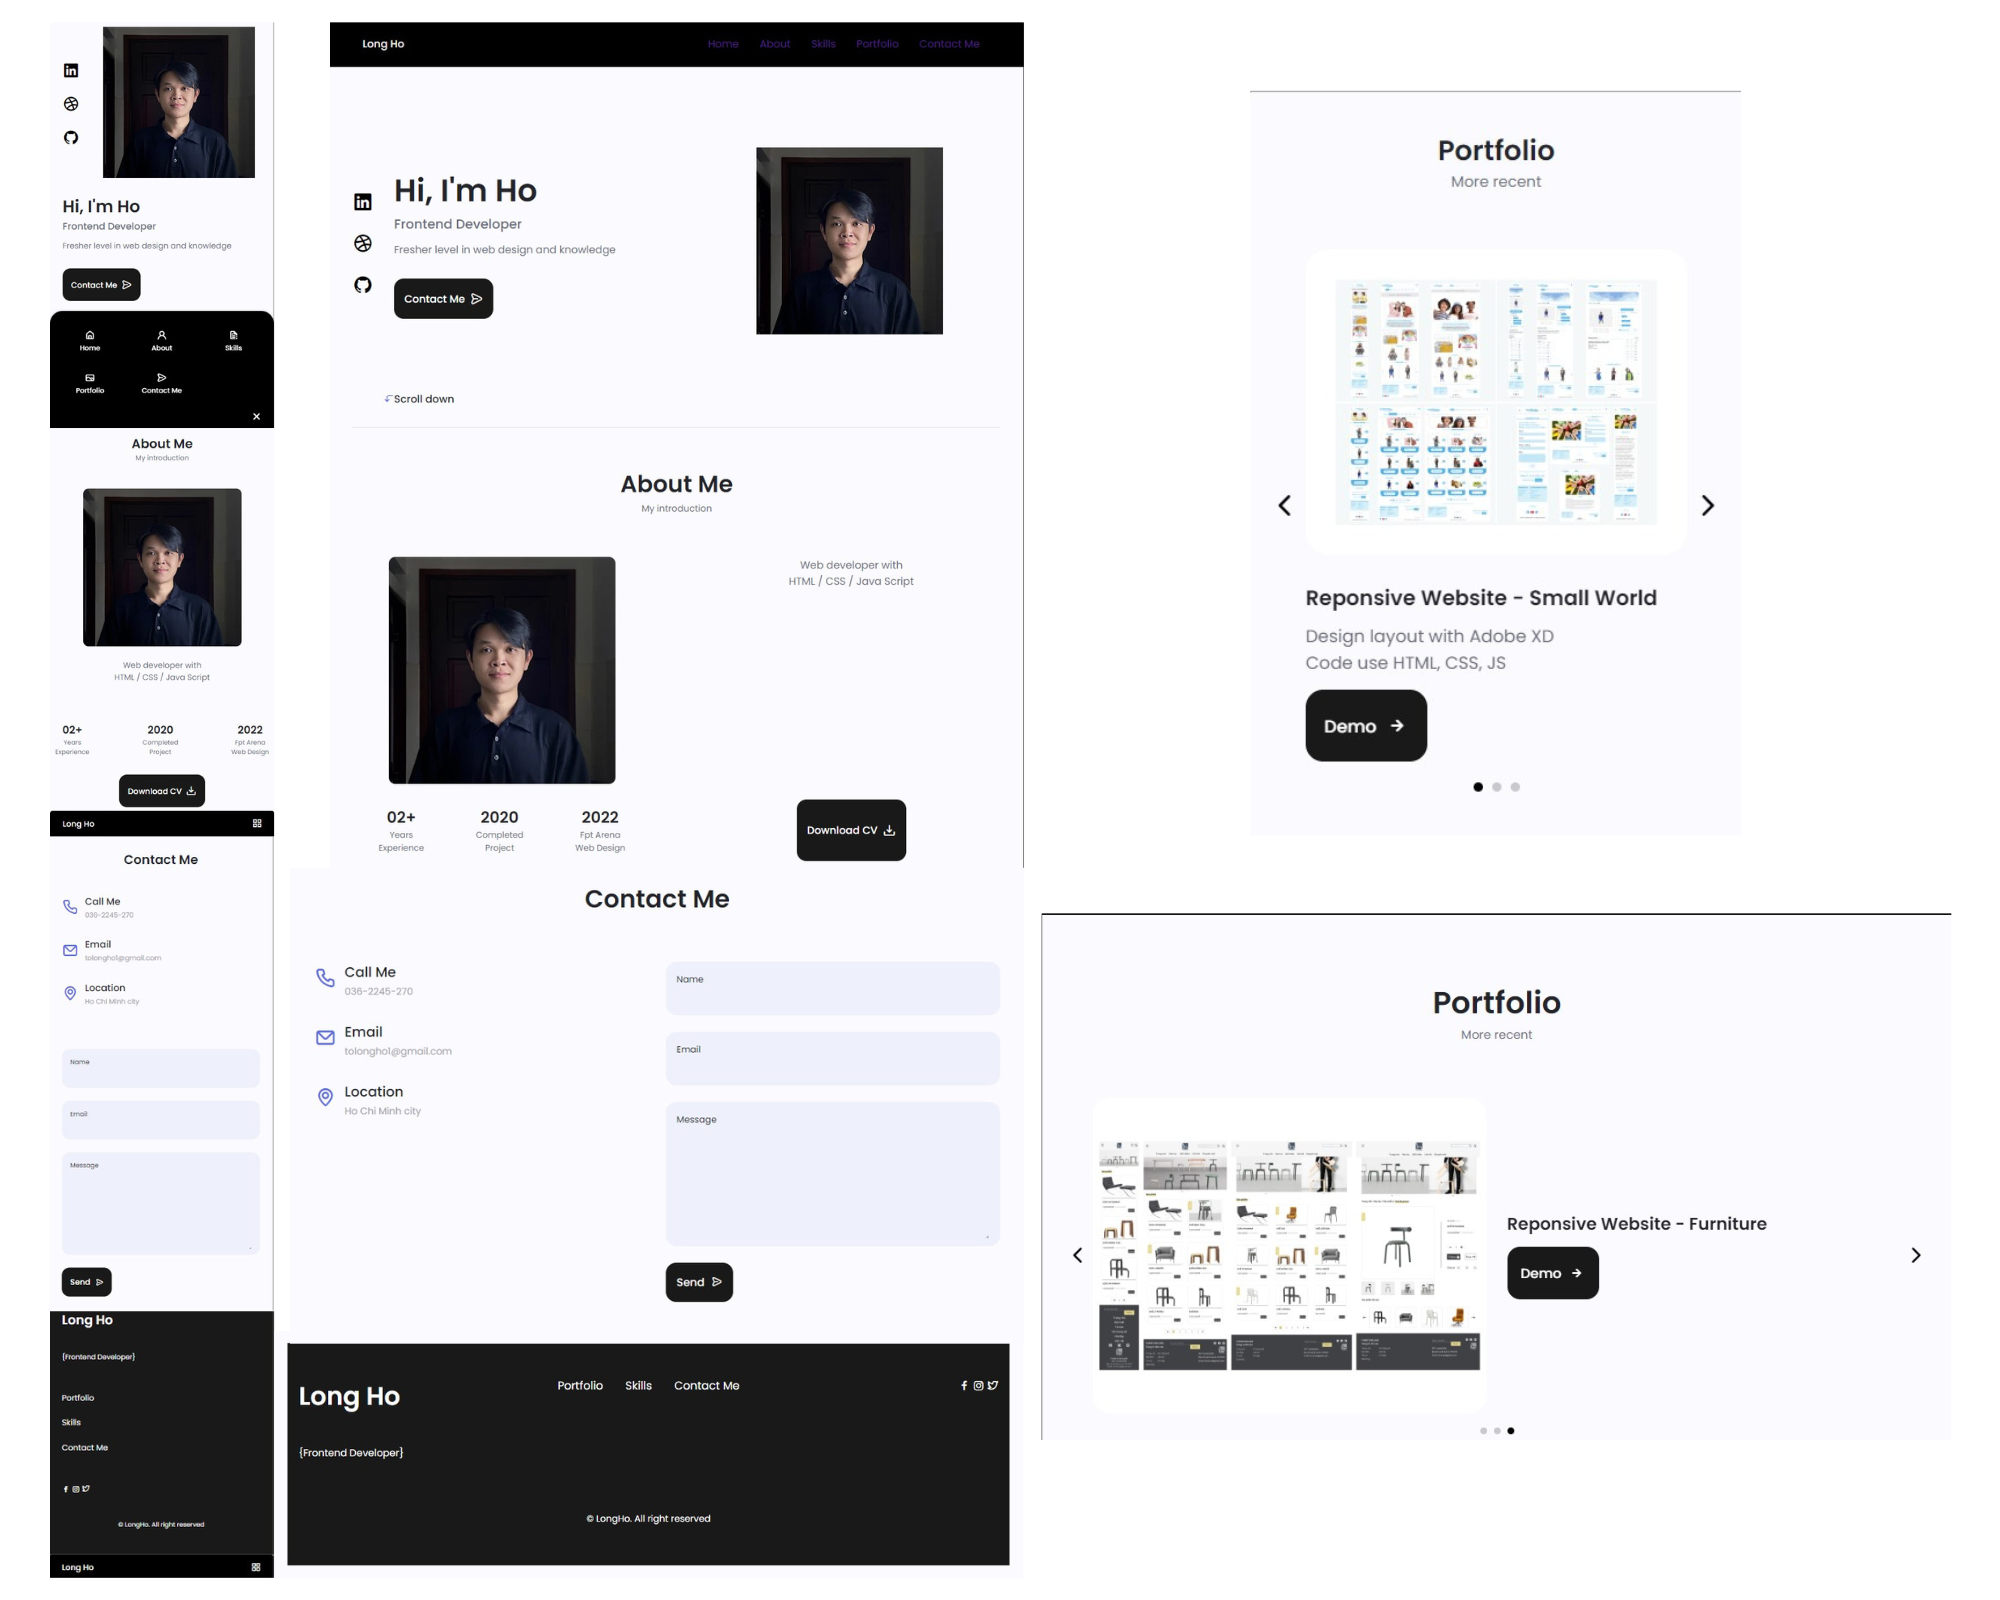 Hi, I'm Ho
Frontend Developer
Fresher level in web design and knowledge
Contact Me
Home
About
Skills
Portfolio
Contact Me
About Me
My introduction
Web developer with
HTML / CSS / Java Script
02+
Years
Experience
2020
Completed
Project
2022
Fpt Arena
Web Design
Download CV
Long Ho
Contact Me
Call Me
036-2245-270
Email
tolongho1@gmail.com
Location
Ho Chi Minh city
Name
Email
Message
Send
Long Ho
{Frontend Developer}
Portfolio
Skills
Contact Me
© LongHo. All right reserved
Long Ho
Long Ho
Home
About
Skills
Portfolio
Contact Me
Hi, I'm Ho
Frontend Developer
Fresher level in web design and knowledge
Contact Me
Scroll down
About Me
My introduction
Web developer with
HTML / CSS / Java Script
02+
Years
Experience
2020
Completed
Project
2022
Fpt Arena
Web Design
Download CV
Contact Me
Call Me
036-2245-270
Email
tolongho1@gmail.com
Location
Ho Chi Minh city
Name
Email
Message
Send
Long Ho
{Frontend Developer}
Portfolio
Skills
Contact Me
© LongHo. All right reserved
Portfolio
More recent
Reponsive Website - Small World
Design layout with Adobe XD
Code use HTML, CSS, JS
Demo
Portfolio
More recent
Reponsive Website - Furniture
Demo